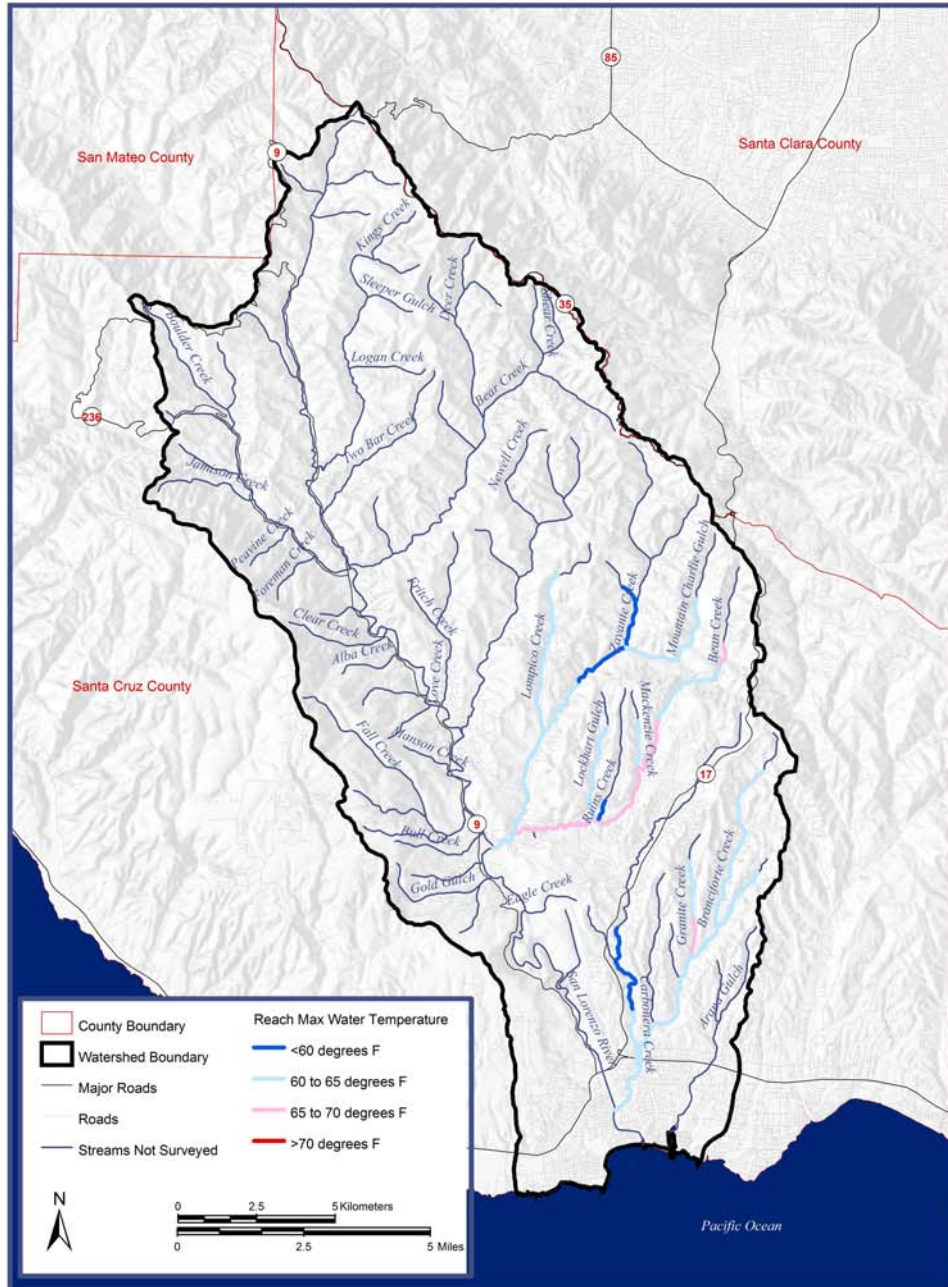 85
San Mateo County
9
Santa Clara County
Kings Creek
Sleeper Gulch
Deer Creek
35
Shear Creek
Boulder Creek
Logan Creek
Bear Creek
236
Two Bar Creek
Newell Creek
Jamison Creek
Peavine Creek
Foreman Creek
Fritch Creek
Zayante Creek
Mountain Charlie Gulch
Bean Creek
Clear Creek
Alba Creek
Lompico Creek
Love Creek
Santa Cruz County
Mackenzie Creek
Lockhart Gulch
Fall Creek
Manson Creek
Ruins Creek
17
9
Bull Creek
Gold Gulch
Eagle Creek
Granite Creek
Branciforte Creek
San Lorenzo River
Carbonera Creek
Arana Gulch
County Boundary
Watershed Boundary
Major Roads
Roads
Streams Not Surveyed
Reach Max Water Temperature
<60 degrees F
60 to 65 degrees F
65 to 70 degrees F
>70 degrees F
N
0 2.5 5 Kilometers
0 2.5 5 Miles
Pacific Ocean